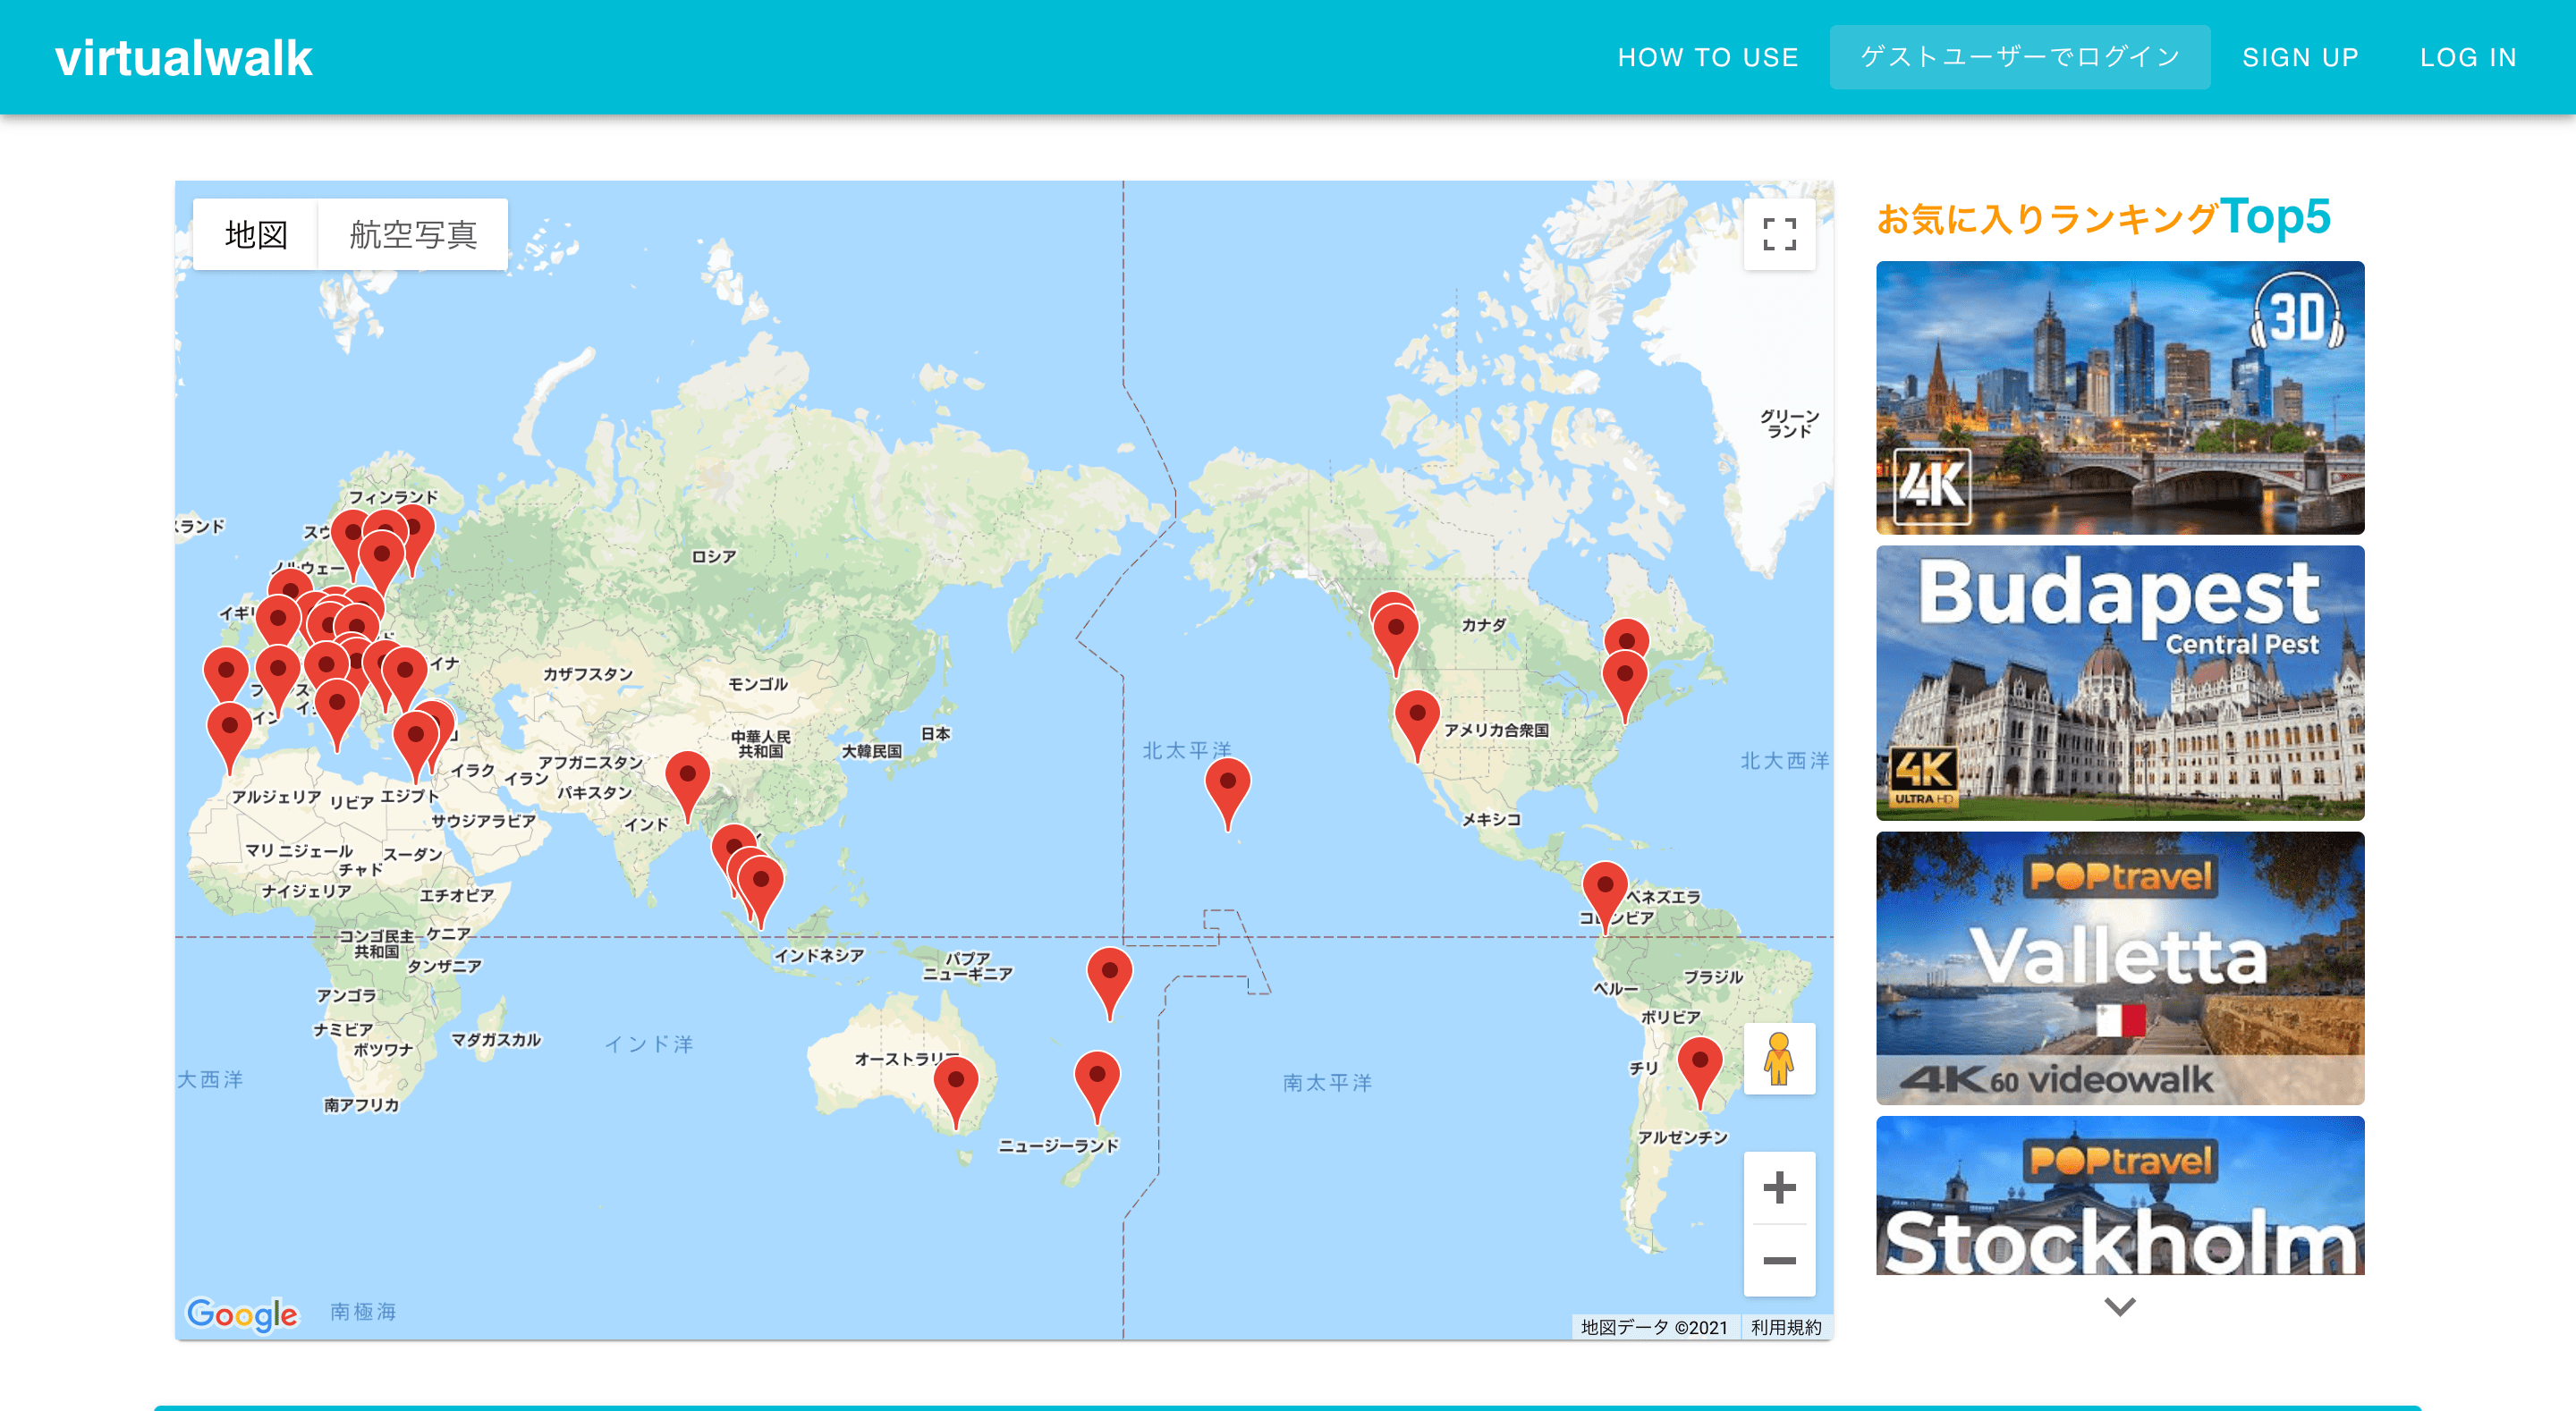 virtualwalk
HOW TO USE
ゲストユーザーでログイン
SIGN UP
LOG IN
地図
航空写真
お気に入りランキングTop5
グリーン
ランド
フィンランド
ランド
スウ
ロシア
ノルウェー
イギリ
カナダ
イナ
カザフスタン
モンゴル
アメリカ合衆国
日本
中華人民
共和国
大韓民国
北太平洋
北大西洋
アフガニスタン
イラク
イラン
パキスタン
アルジェリア
リビア
エジプト
サウジアラビア
インド
メキシコ
マリ
ニジェール
スーダン
チャド
ナイジェリア
エチオピア
ベネズエラ
コロンビア
コンゴ民主
共和国
ケニア
タンザニア
インドネシア
パプア
ニューギニア
ブラジル
ペルー
アンゴラ
ボリビア
ナミビア
ボツワナ
マダガスカル
インド洋
オーストラリア
チリ
大西洋
南太平洋
南アフリカ
ニュージーランド
アルゼンチン
Google
南極海
地図データ ©2021
利用規約
3D
4K
Budapest
Central Pest
4K
ULTRA HD
POPtravel
Valletta
4K60 videowalk
POPtravel
Stockholm